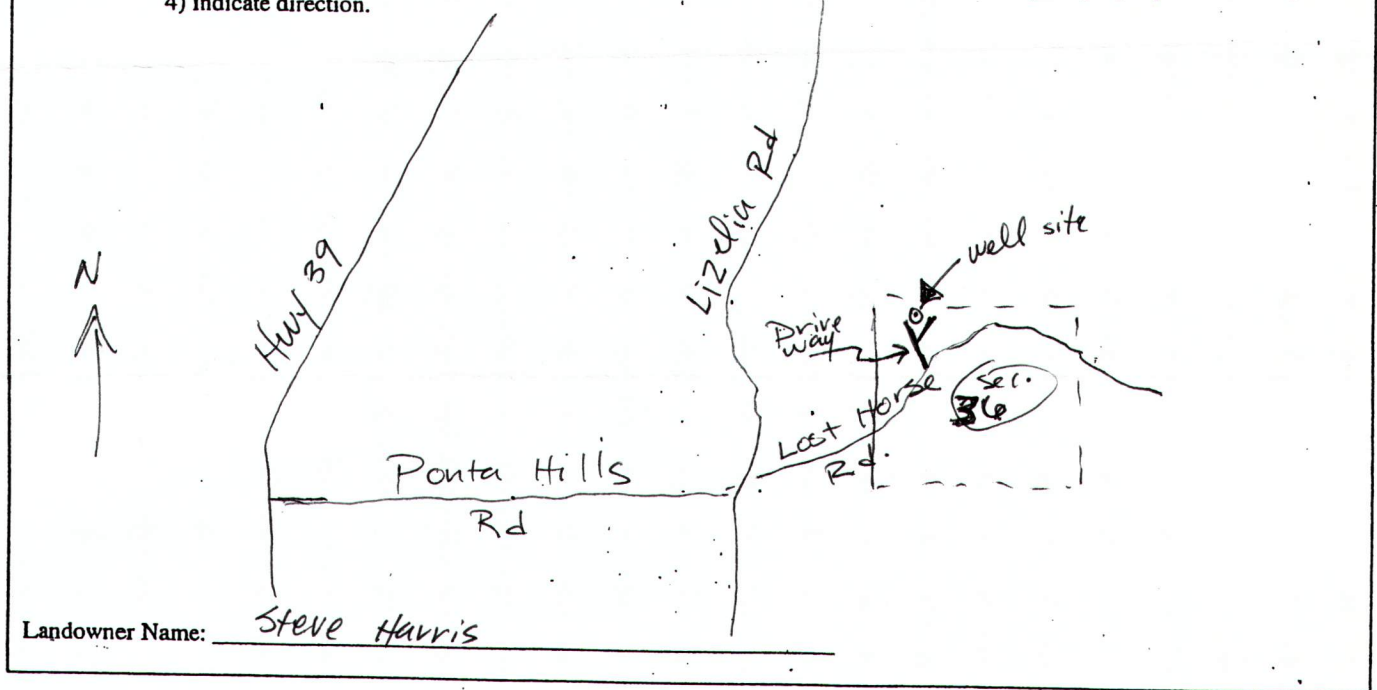 4) Indicate direction.
N
Hwy 39
Lizelia Rd
well site
Drive
way
Lost Horse
Rd.
Sec.
36
Ponta Hills
Rd
Landowner Name: Steve Harris